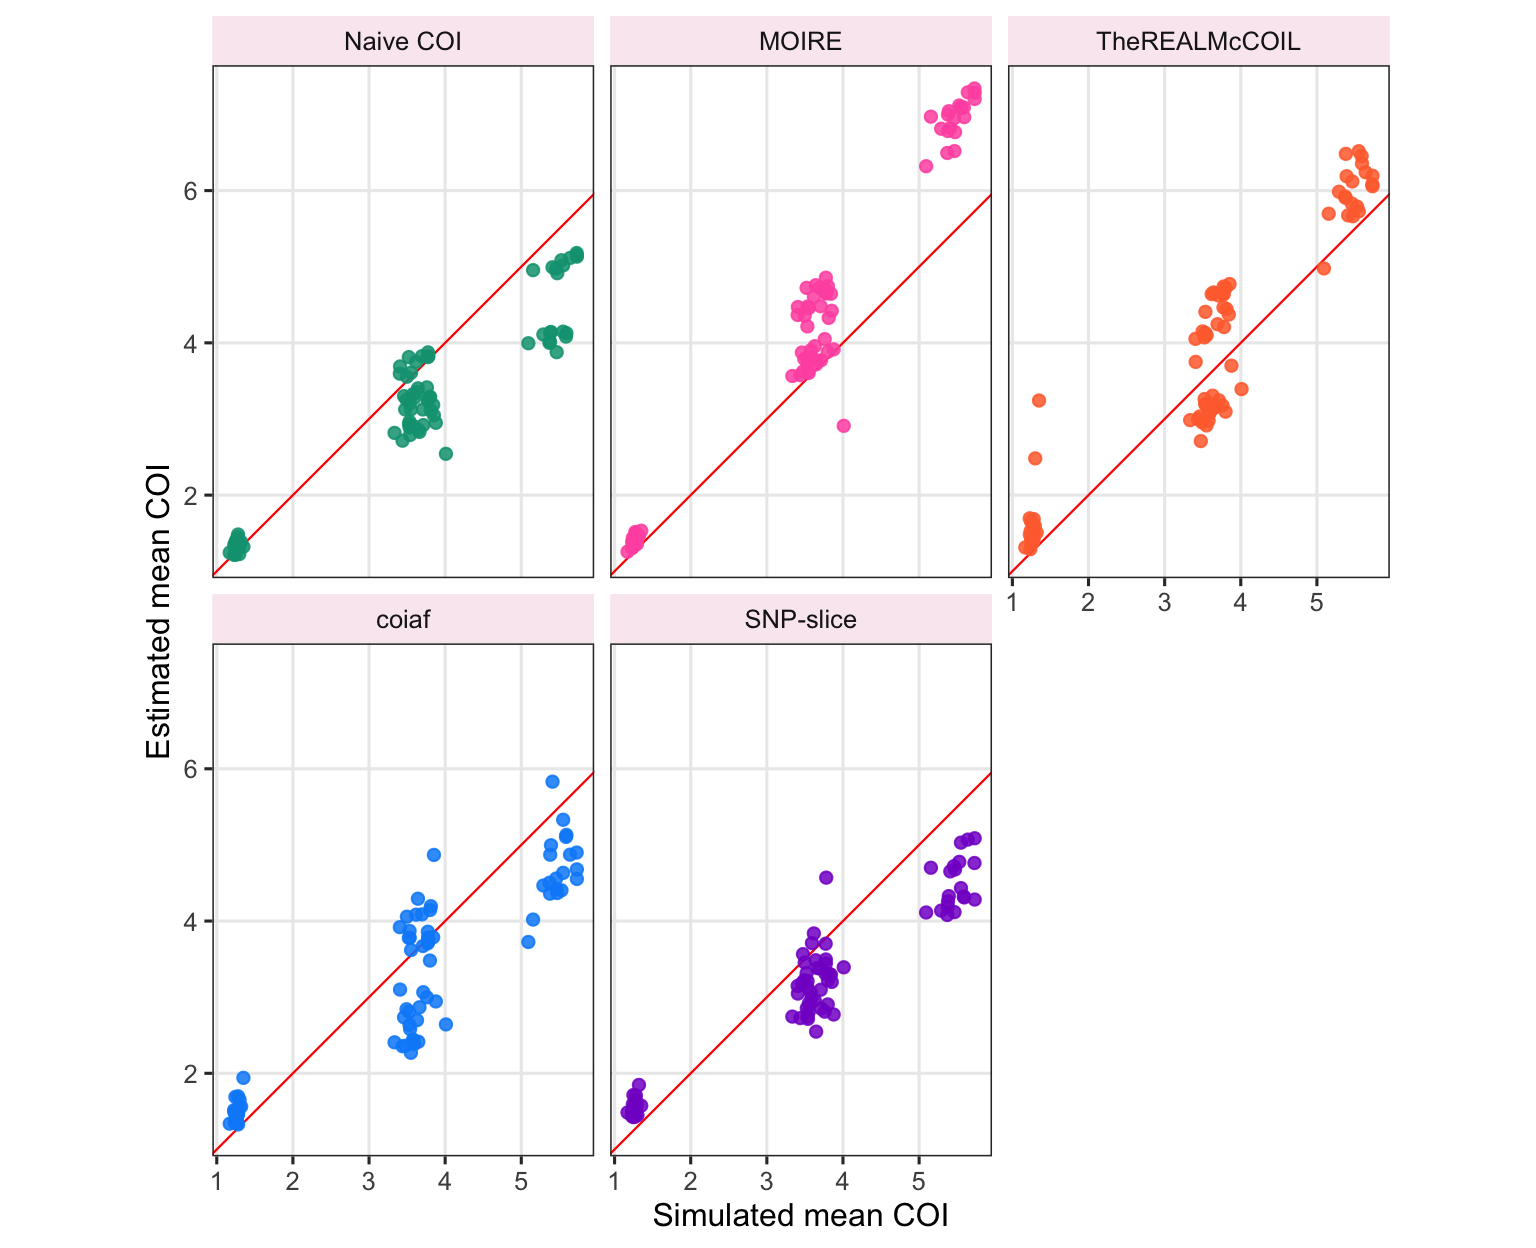 Naive COI
MOIRE
TheREALMcCOIL
6
4
2
1 2 3 4 5
Estimated mean COI
coiaf
SNP-slice
6
4
2
1 2 3 4 5
1 2 3 4 5
Simulated mean COI